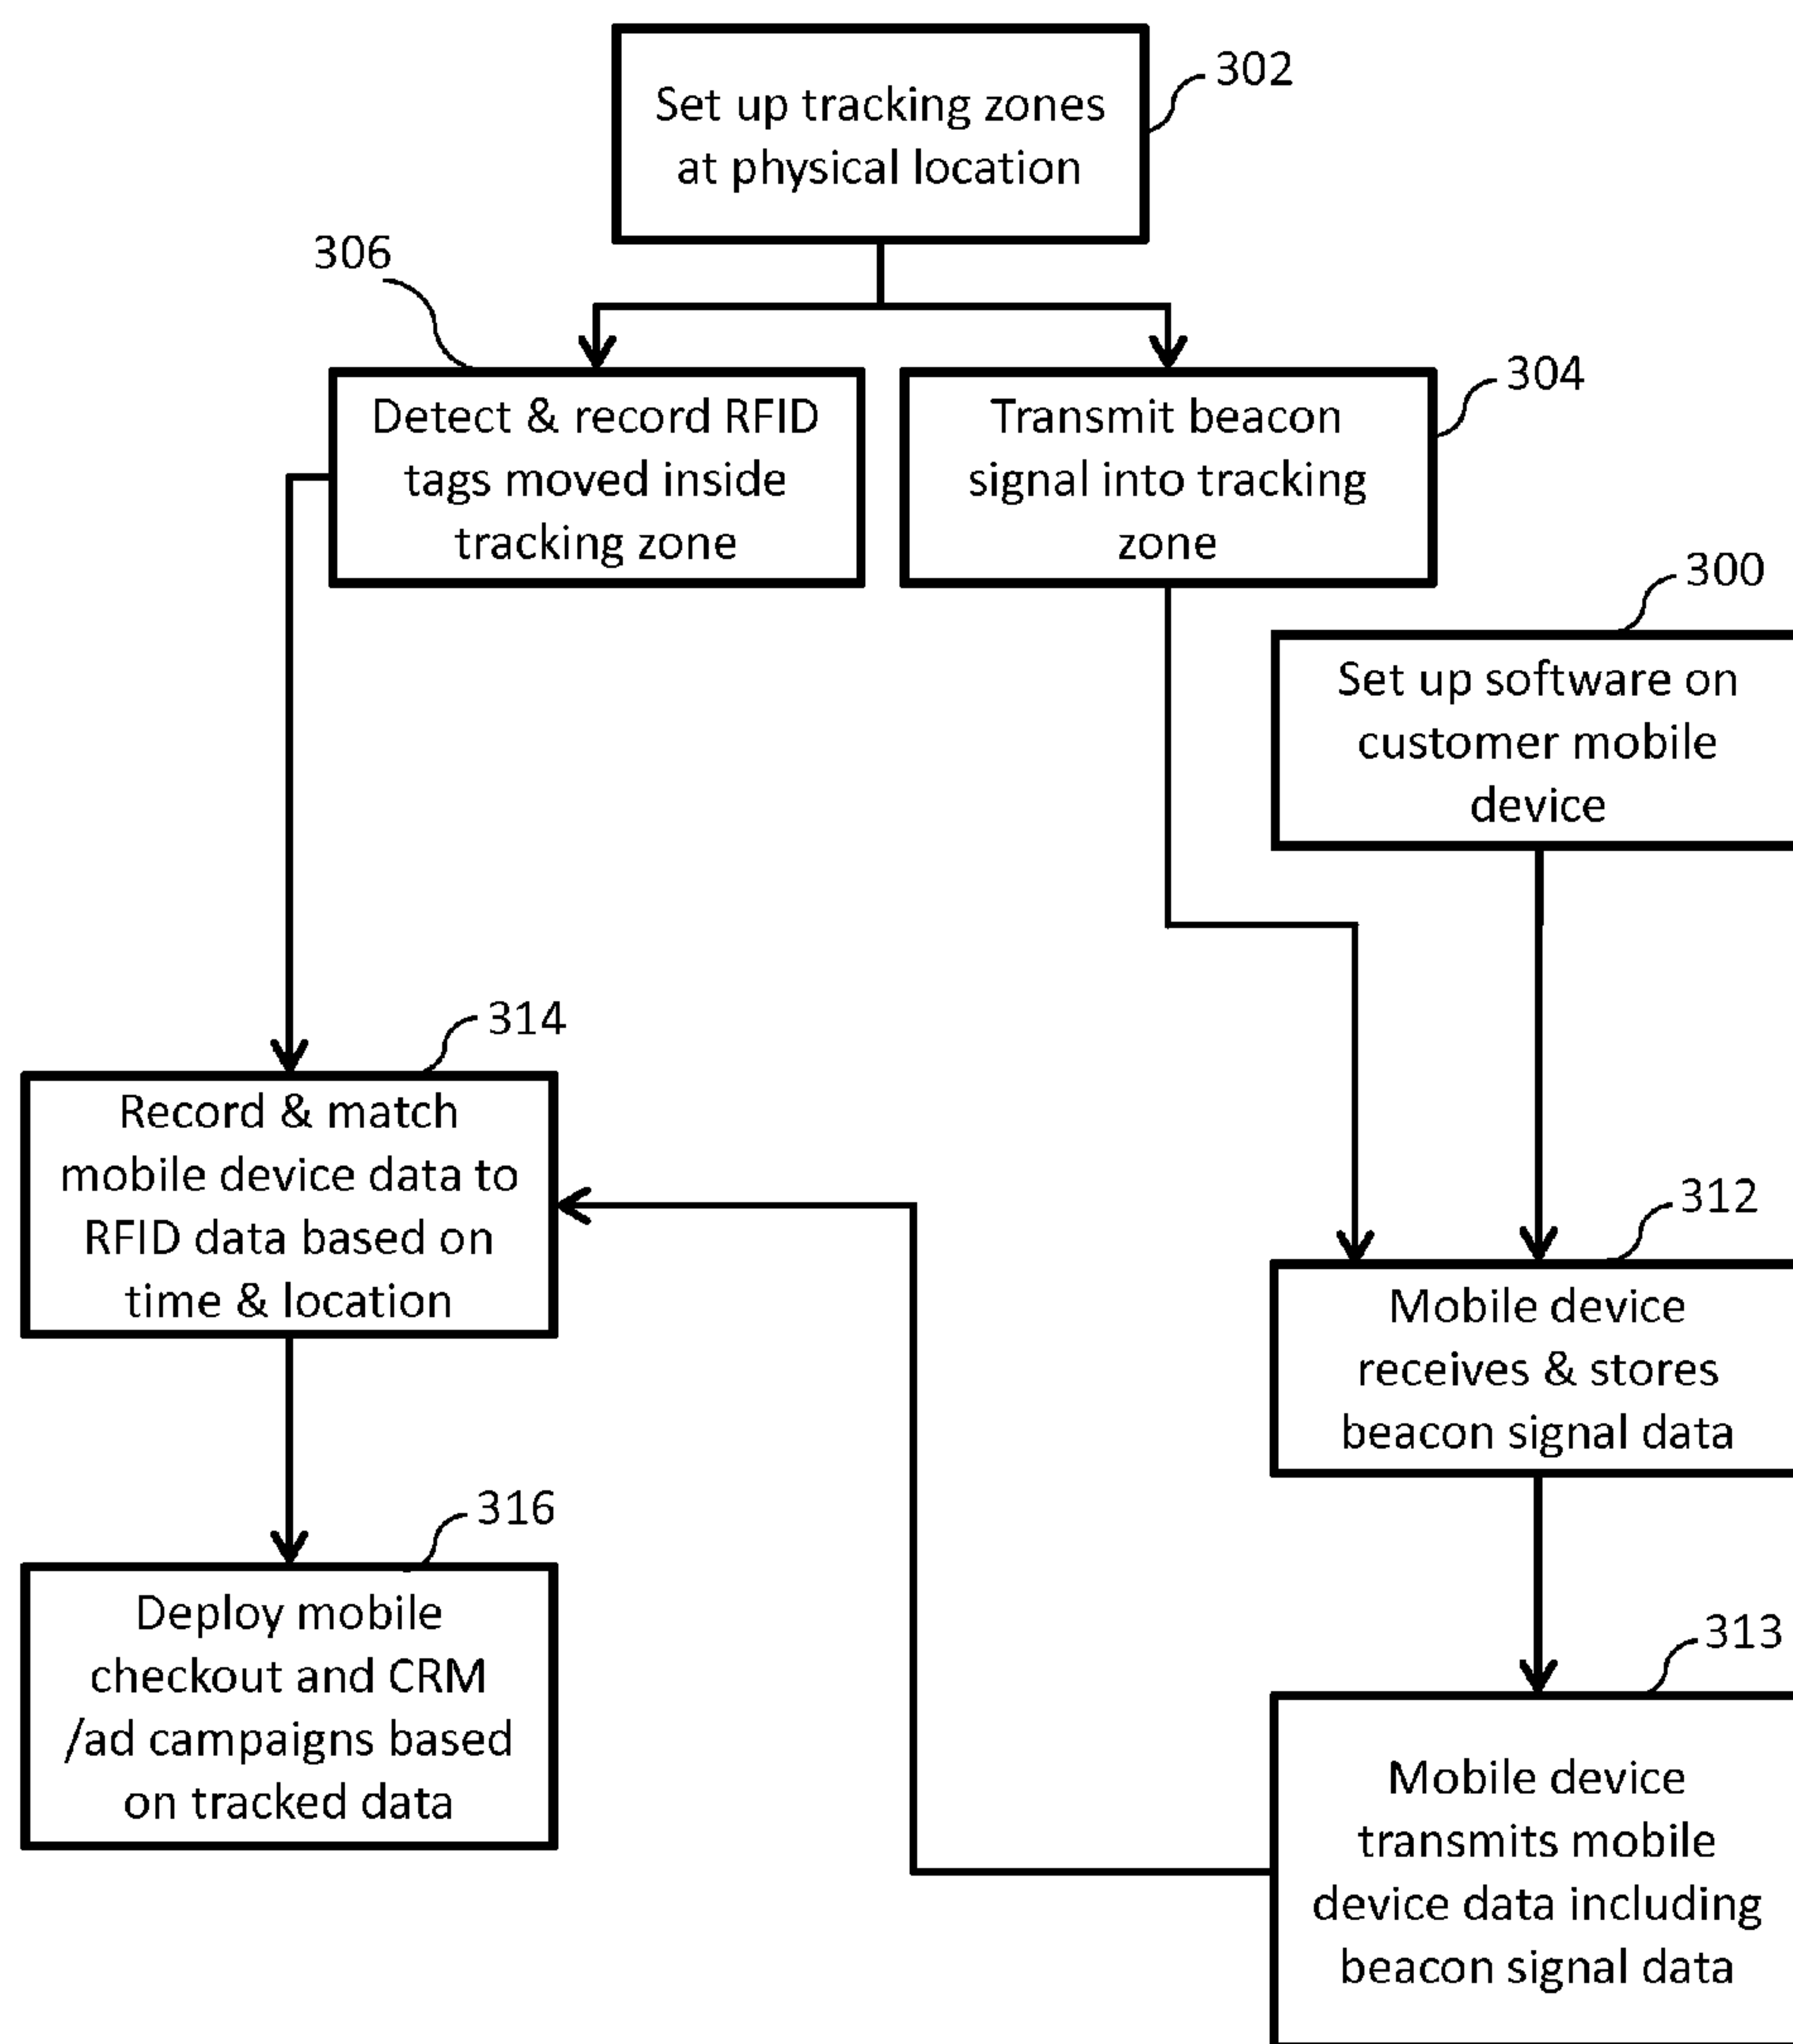 302
Set up tracking zones
at physical location
306
Detect & record RFID
tags moved inside
tracking zone
304
Transmit beacon
signal into tracking
zone
300
Set up software on
customer mobile
device
314
Record & match
mobile device data to
RFID data based on
time & location
312
Mobile device
receives & stores
beacon signal data
316
Deploy mobile
checkout and CRM
/ad campaigns based
on tracked data
313
Mobile device
transmits mobile
device data including
beacon signal data